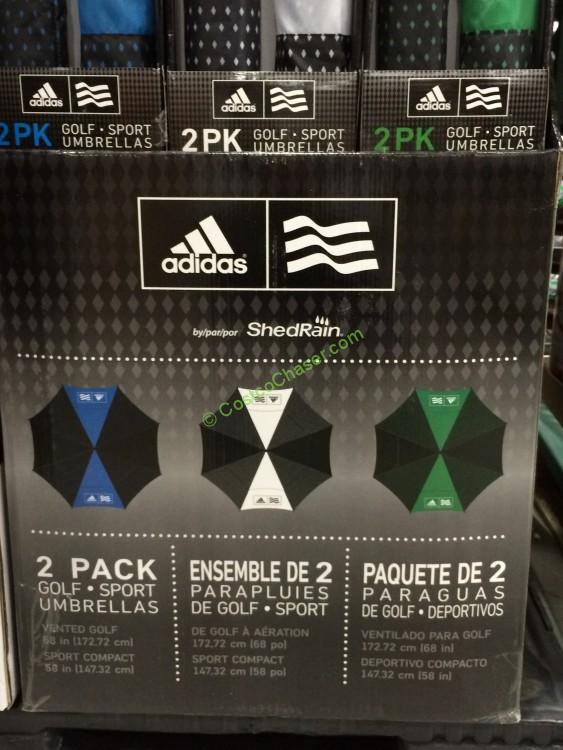 adidas
adidas
adidas
2PK GOLF • SPORT
UMBRELLAS
2PK GOLF • SPORT
UMBRELLAS
2PK GOLF • SPORT
UMBRELLAS
adidas
by/par/por ShedRain
© CostcoChaser.com
2 PACK
GOLF • SPORT
UMBRELLAS
VENTED GOLF
68 in (172.72 cm)
SPORT COMPACT
58 in (147.32 cm)
ENSEMBLE DE 2
PARAPLUIES
DE GOLF • SPORT
DE GOLF À AÉRATION
172,72 cm (68 po)
SPORT COMPACT
147,32 cm (58 po)
PAQUETE DE 2
PARAGUAS
DE GOLF • DEPORTIVOS
VENTILADO PARA GOLF
172.72 cm (68 in)
DEPORTIVO COMPACTO
147.32 cm (58 in)